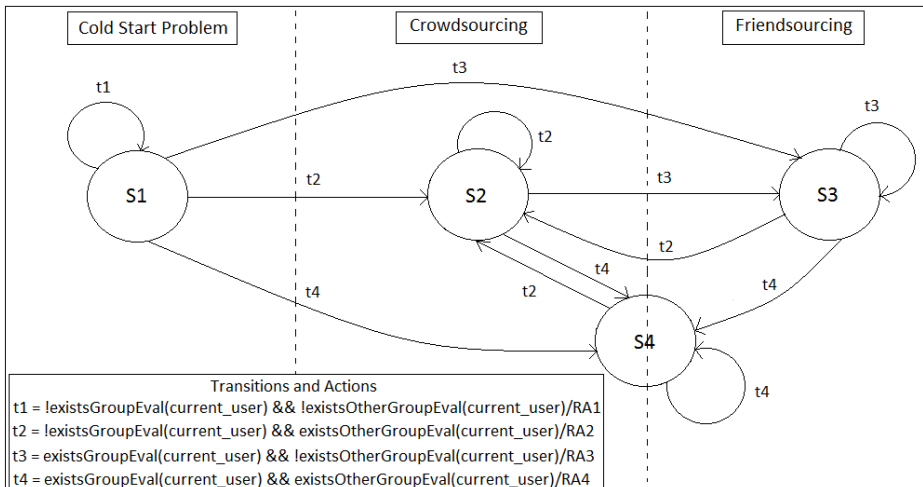 Cold Start Problem
Crowdsourcing
Friendsourcing
t3
t1
t3
t2
S1
t2
S2
t3
S3
t2
t4
t2
t4
t4
S4
t4
Transitions and Actions
t1 = !existsGroupEval(current_user) && !existsOtherGroupEval(current_user)/RA1
t2 = !existsGroupEval(current_user) && existsOtherGroupEval(current_user)/RA2
t3 = existsGroupEval(current_user) && !existsOtherGroupEval(current_user)/RA3
t4 = existsGroupEval(current_user) && existsOtherGroupEval(current_user)/RA4